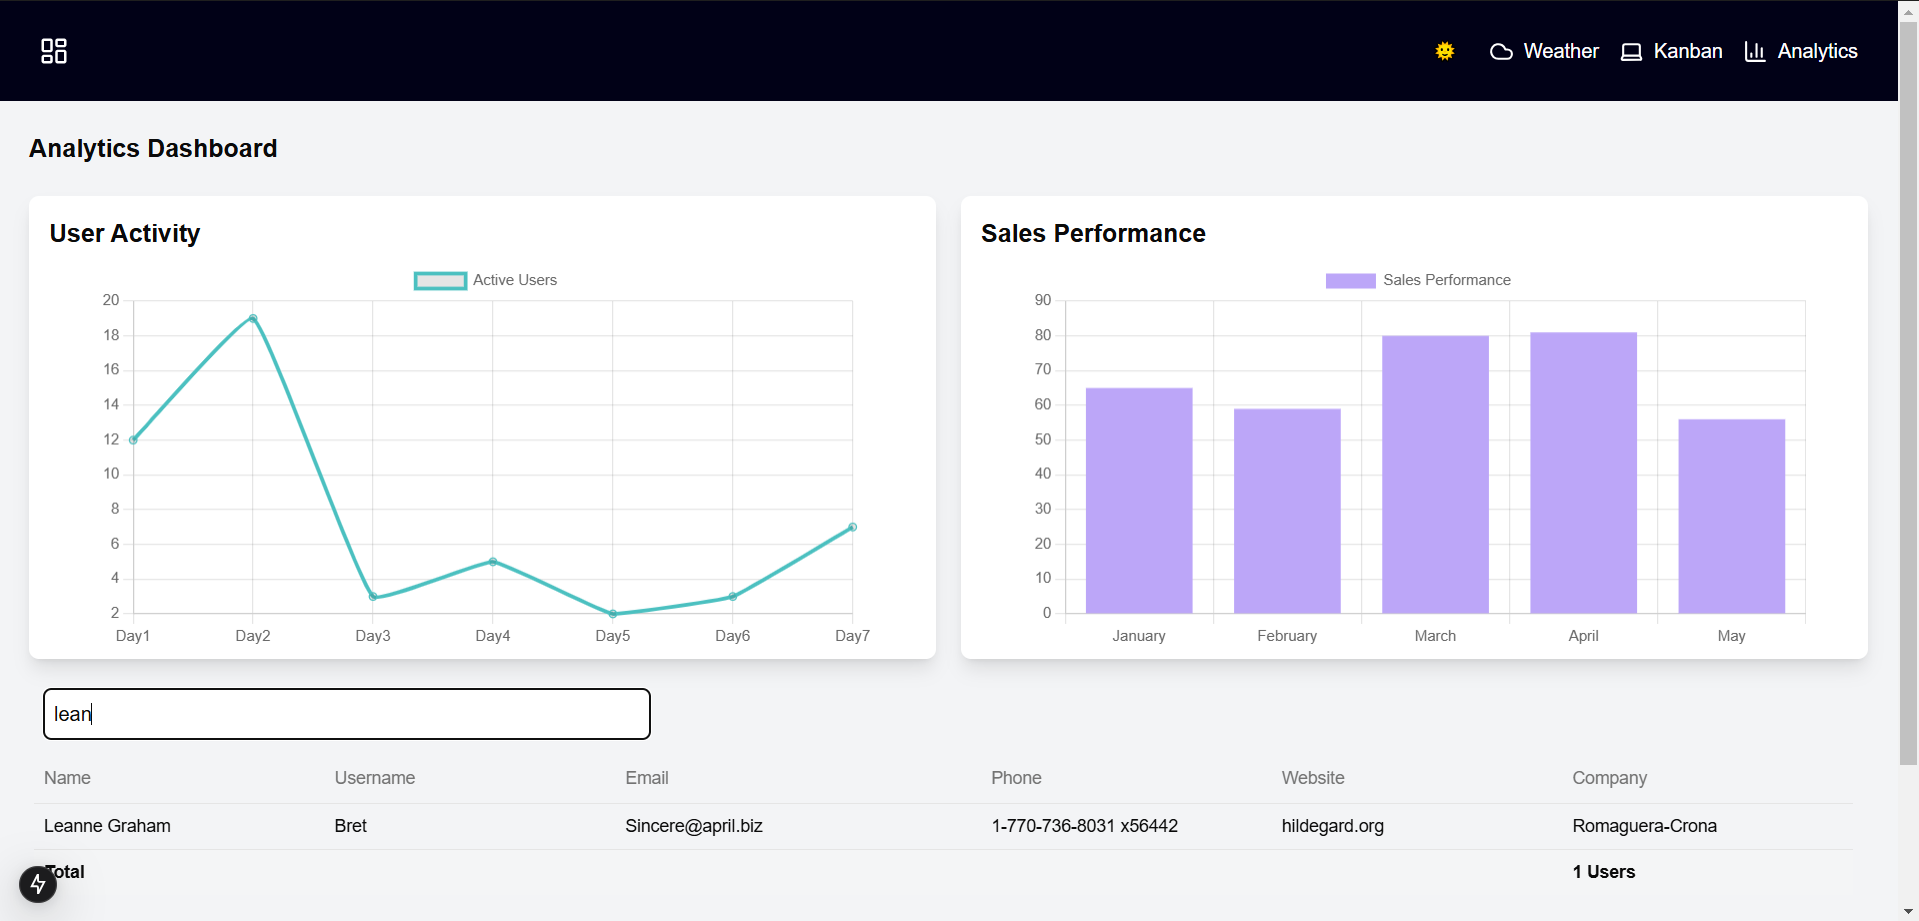 Weather Kanban Analytics
Analytics Dashboard
User Activity
Active Users
20
18
16
14
12
10
8
6
4
2
Day1 Day2 Day3 Day4 Day5 Day6 Day7
Sales Performance
Sales Performance
90
80
70
60
50
40
30
20
10
0
January February March April May
lean
Name Username Email Phone Website Company
Leanne Graham Bret Sincere@april.biz 1-770-736-8031 x56442 hildegard.org Romaguera-Crona
Total 1 Users